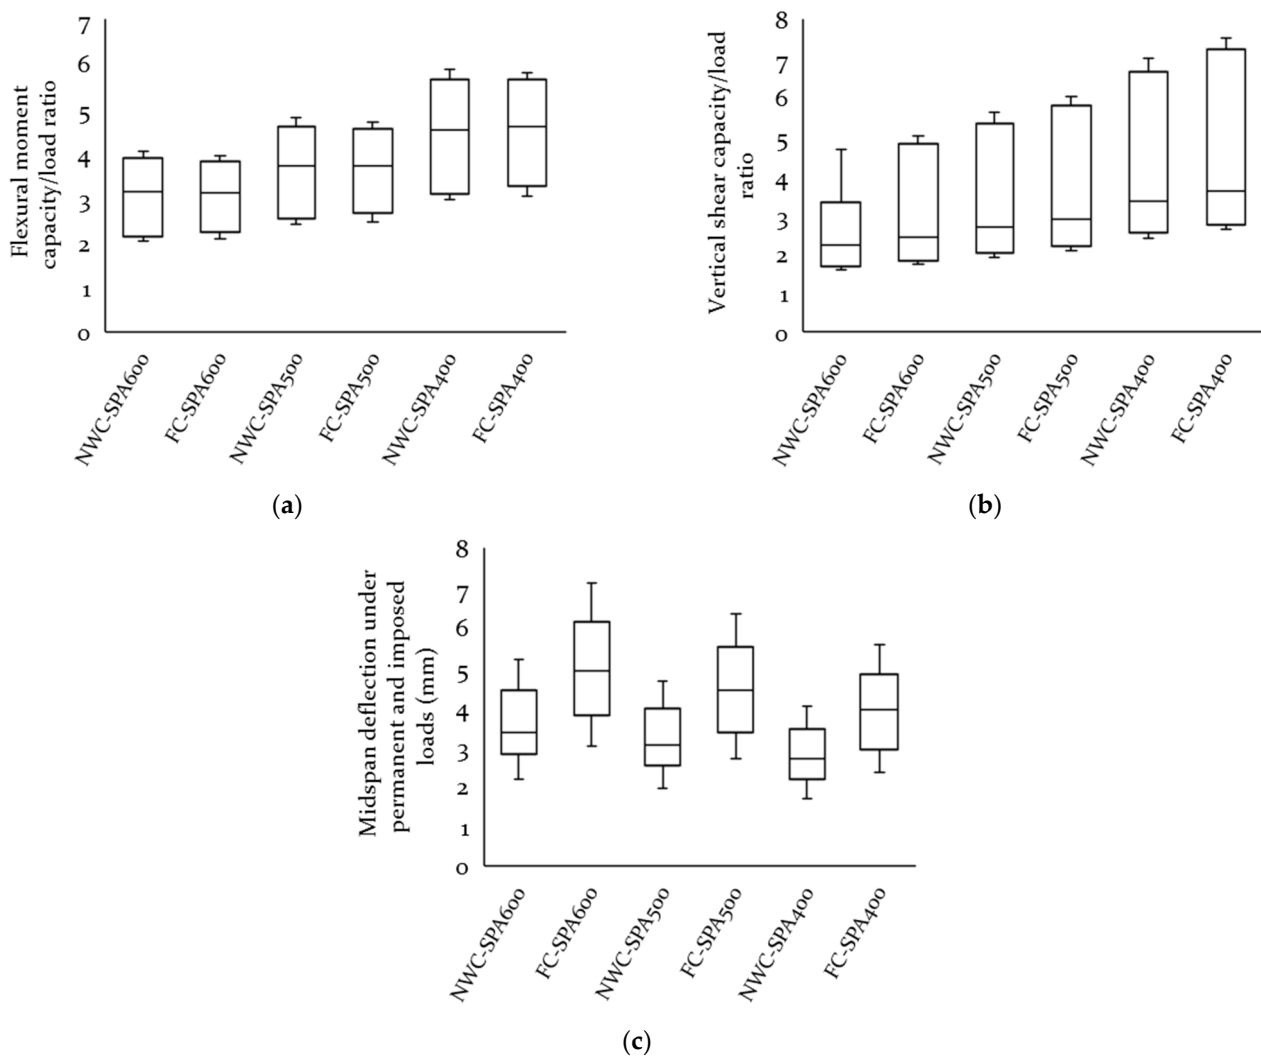 Flexural moment
capacity/load ratio
7
6
5
4
3
2
1
0
NWC-SPA600
FC-SPA600
NWC-SPA500
FC-SPA500
NWC-SPA400
FC-SPA400
(a)
Vertical shear capacity/load
ratio
8
7
6
5
4
3
2
1
0
NWC-SPA600
FC-SPA600
NWC-SPA500
FC-SPA500
NWC-SPA400
FC-SPA400
(b)
Midspan deflection under
permanent and imposed
loads (mm)
8
7
6
5
4
3
2
1
0
NWC-SPA600
FC-SPA600
NWC-SPA500
FC-SPA500
NWC-SPA400
FC-SPA400
(c)